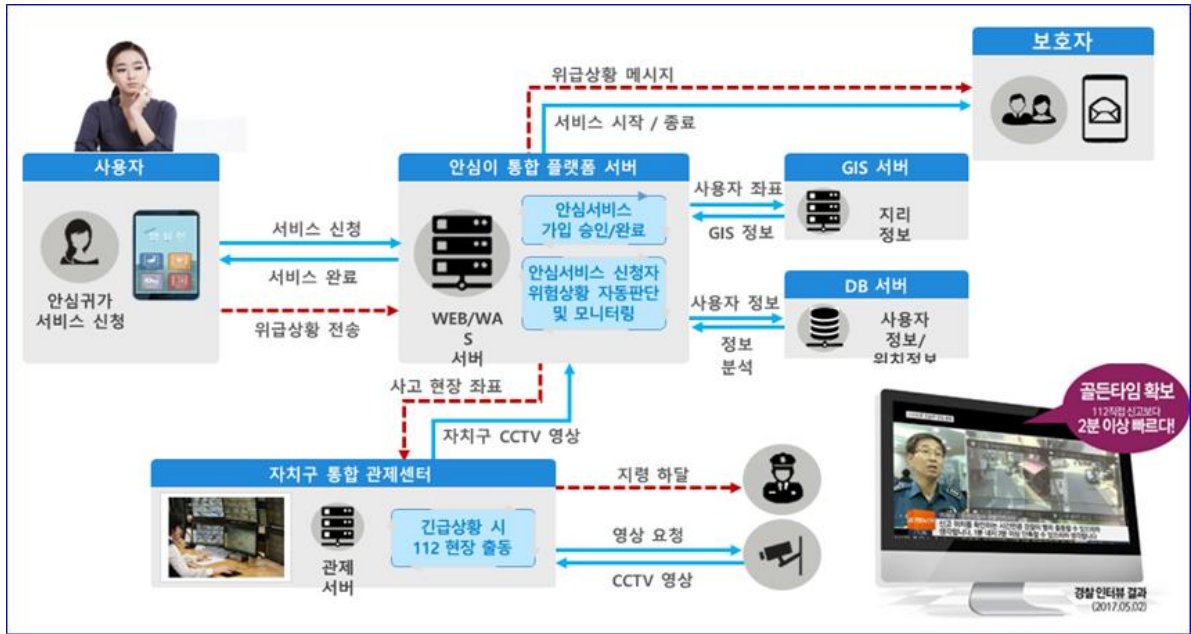 보호자
위급상황 메시지
서비스 시작 / 종료
사용자
안심이 통합 플랫폼 서버
GIS 서버
안심서비스
가입 승인/완료
사용자 좌표
GIS 정보
지리
정보
서비스 신청
서비스 완료
안심귀가
서비스 신청
위급상황 전송
WEB/WA
S
서버
안심서비스 신청자
위험상황 자동판단
및 모니터링
DB 서버
사용자 정보
정보
분석
사용자
정보/
위치정보
사고 현장 좌표
자치구 CCTV 영상
골든타임 확보
112직접 신고보다
2분 이상 빠르다!
자치구 통합 관제센터
지령 하달
관제
서버
긴급상황 시
112 현장 출동
영상 요청
CCTV 영상
경찰 인터뷰 결과
(2017.05.02)